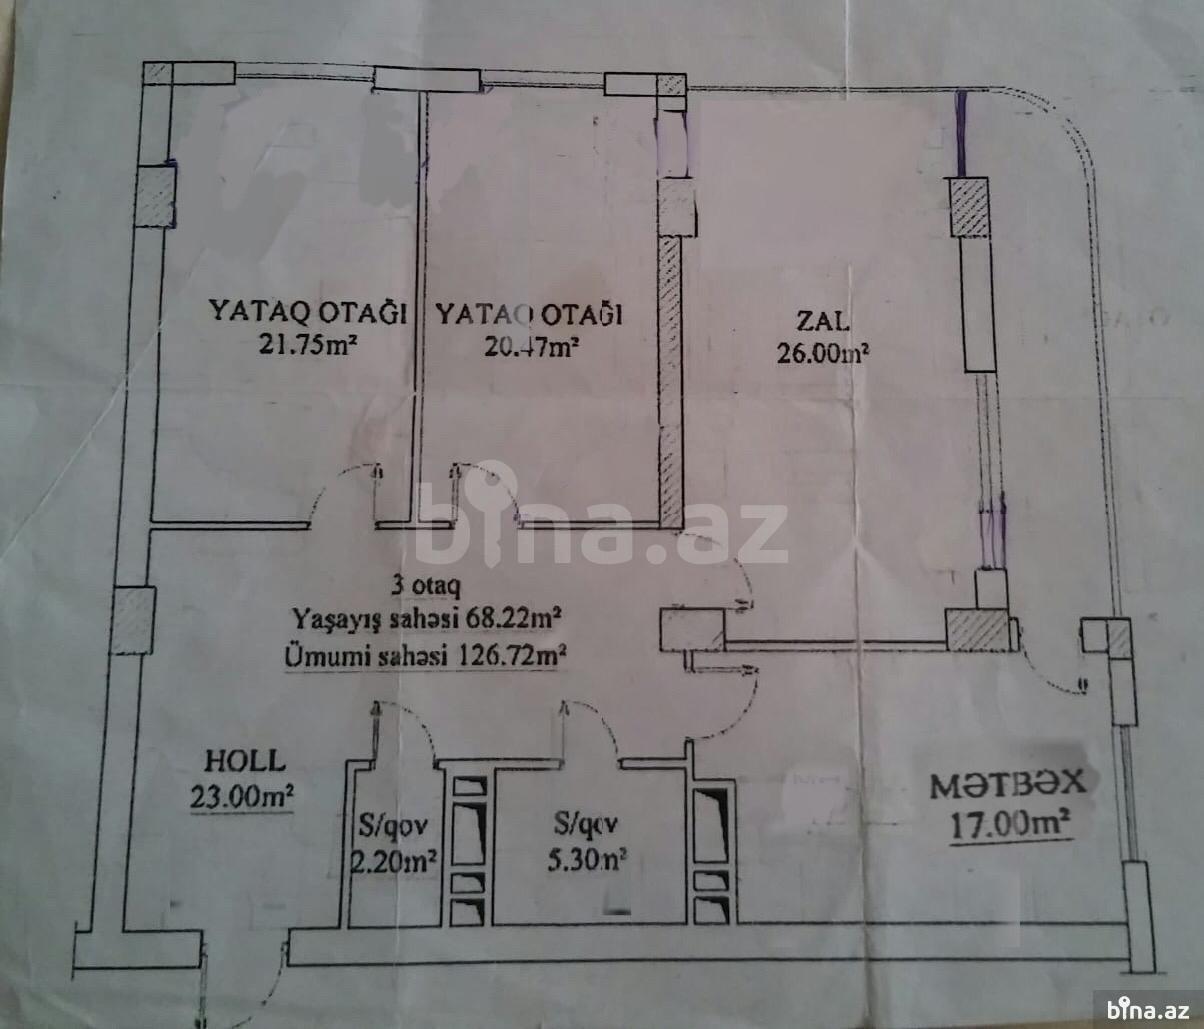 YATAQ OTAĞI
21.75m²
YATAQ OTAĞI
20.47m²
ZAL
26.00m²
bina.az
3 otaq
Yaşayış sahəsi 68.22m²
Ümumi sahəsi 126.72m²
HOLL
23.00m²
S/qov
2.20m²
S/qov
5.30m²
MƏTBƏX
17.00m²
bina.az